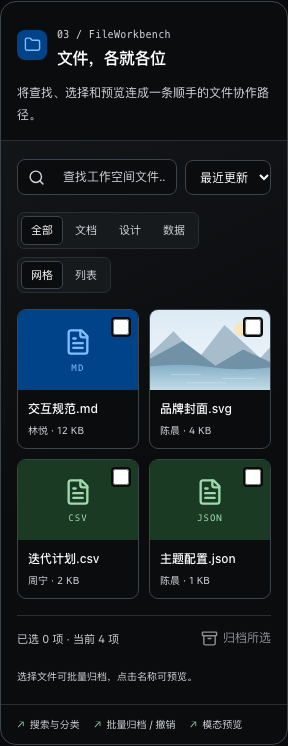 03 / FileWorkbench
文件，各就各位
将查找、选择和预览连成一条顺手的文件协作路
径。
查找工作空间文件..
最近更新
全部 文档 设计 数据
网格 列表
MD
交互规范.md
林悦 · 12 KB
品牌封面.svg
陈晨 · 4 KB
CSV
迭代计划.csv
周宁 · 2 KB
JSON
主题配置.json
陈晨 · 1 KB
已选 0 项 · 当前 4 项
归档所选
选择文件可批量归档，点击名称可预览。
↗ 搜索与分类 ↗ 批量归档 / 撤销 ↗ 模态预览